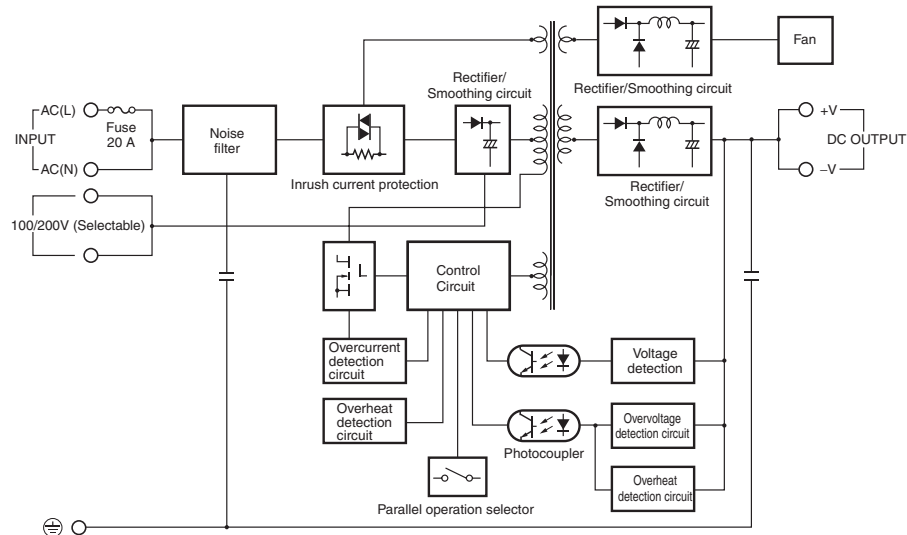 Fan
Rectifier/Smoothing circuit
Rectifier/
Smoothing circuit
AC(L)
Fuse
20 A
INPUT
AC(N)
Noise
filter
Inrush current protection
+V
DC OUTPUT
–V
Rectifier/
Smoothing circuit
100/200V (Selectable)
Control
Circuit
Overcurrent
detection
circuit
Voltage
detection
Overheat
detection
circuit
Overvoltage
detection circuit
Photocoupler
Overheat
detection circuit
Parallel operation selector